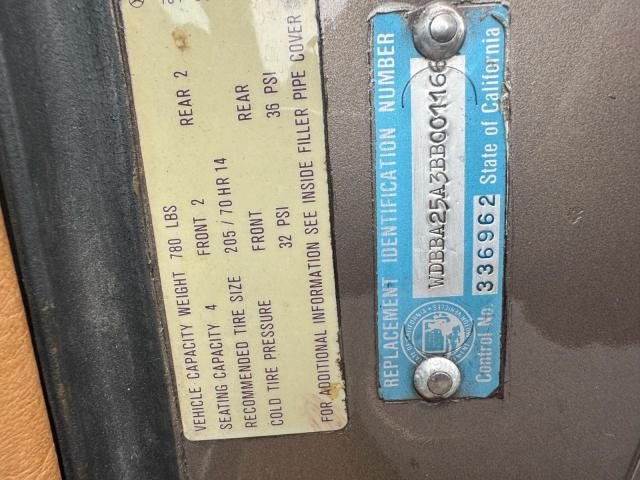 VEHICLE CAPACITY WEIGHT 780 LBS
SEATING CAPACITY 4 FRONT 2 REAR 2
RECOMMENDED TIRE SIZE 205/70 HR 14
COLD TIRE PRESSURE FRONT REAR
32 PSI 36 PSI
FOR ADDITIONAL INFORMATION SEE INSIDE FILLER PIPE COVER
REPLACEMENT IDENTIFICATION NUMBER
WDBBA25A3BB001166
Control No. 336962 State of California